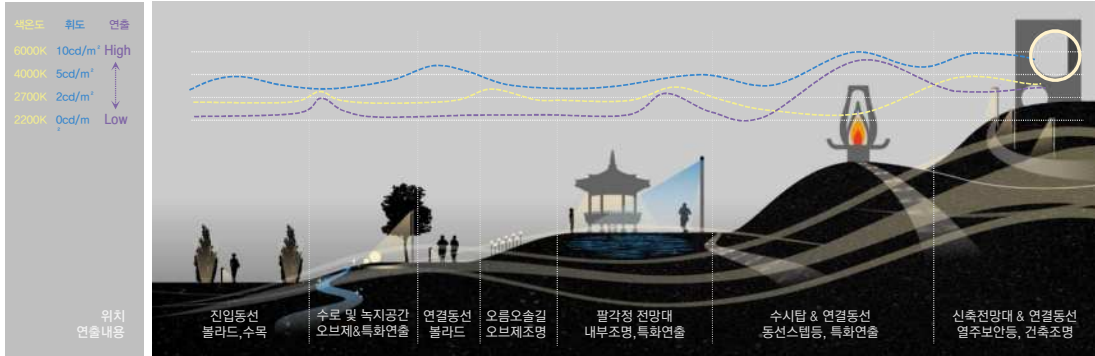 색온도 휘도 연출
6000K 10cd/m² High
4000K 5cd/m²
2700K 2cd/m²
2200K 0cd/m² Low
위치
연출내용
진입동선
볼라드,수목
수로 및 녹지공간
오브제&특화연출
연결동선
볼라드
오름오솔길
오브제조명
팔각정 전망대
내부조명,특화연출
수시탑 & 연결동선
동선스텝등, 특화연출
신축전망대 & 연결동선
열주보안등, 건축조명